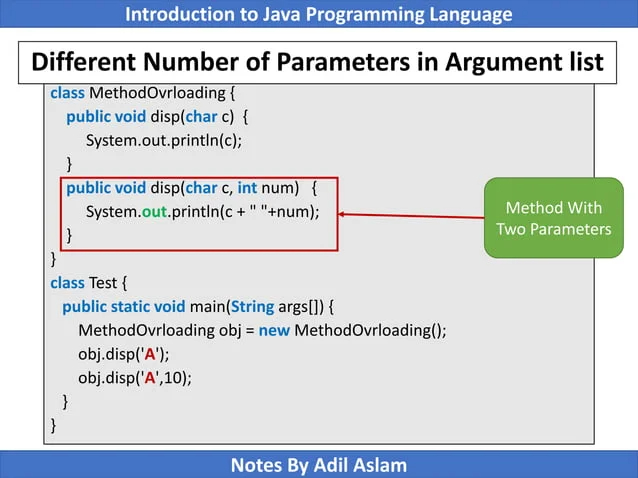 Introduction to Java Programming Language
Different Number of Parameters in Argument list
class MethodOvrloading {
public void disp(char c)  {
System.out.println(c);
}
public void disp(char c, int num)   {
System.out.println(c + " "+num);
}
}
Method With
Two Parameters
class Test {
public static void main(String args[]) {
MethodOvrloading obj = new MethodOvrloading();
obj.disp('A');
obj.disp('A',10);
}
}
Notes By Adil Aslam